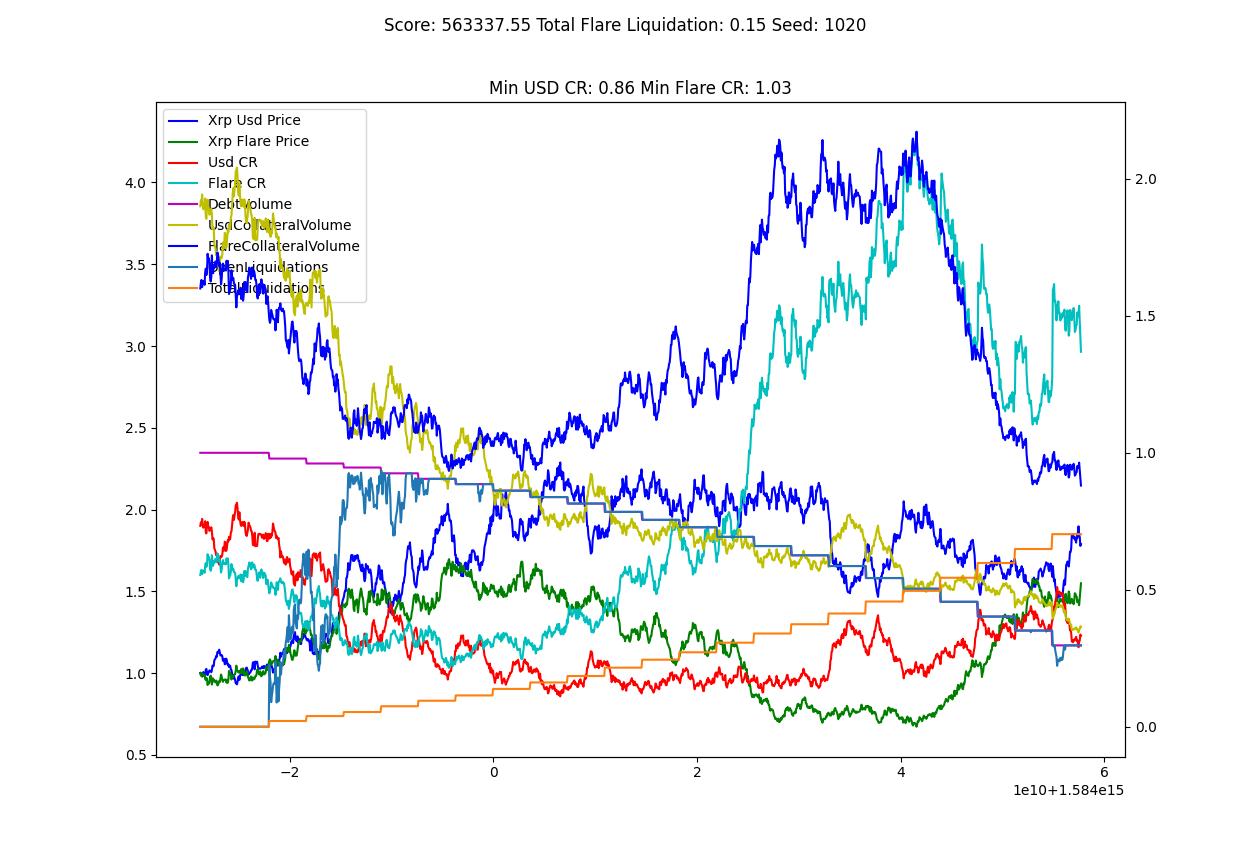 Score: 563337.55 Total Flare Liquidation: 0.15 Seed: 1020
Min USD CR: 0.86 Min Flare CR: 1.03
Xrp Usd Price
Xrp Flare Price
Usd CR
Flare CR
DebtVolume
UsdCollateralVolume
FlareCollateralVolume
OpenLiquidations
TotalLiquidations
4.0
3.5
3.0
2.5
2.0
1.5
1.0
0.5
2.0
1.5
1.0
0.5
0.0
−2 0 2 4 6
1e10+1.584e15